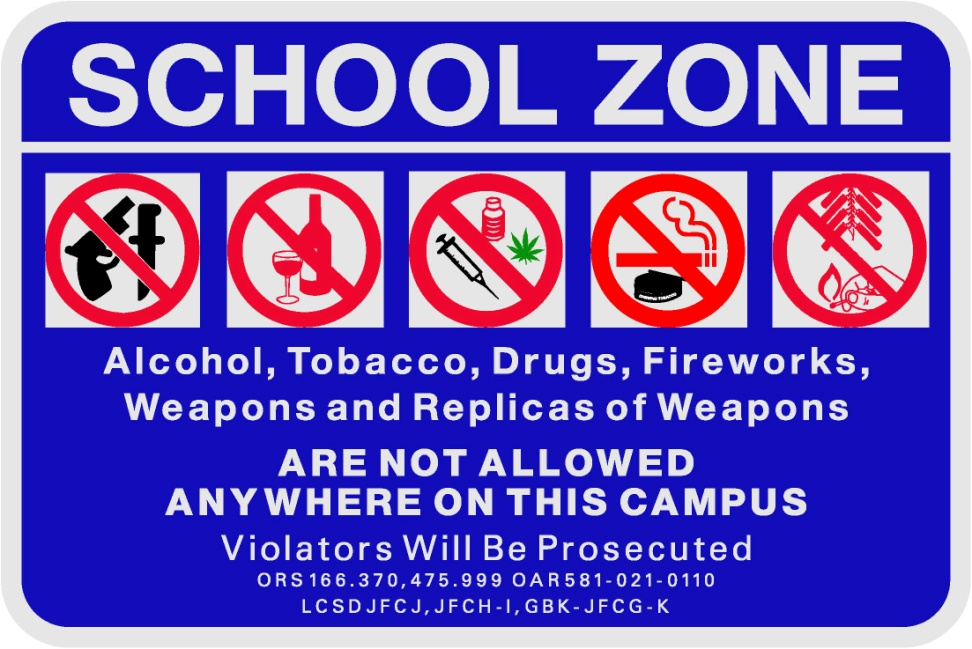 SCHOOL ZONE
Alcohol, Tobacco, Drugs, Fireworks,
Weapons and Replicas of Weapons
ARE NOT ALLOWED
ANYWHERE ON THIS CAMPUS
Violators Will Be Prosecuted
ORS166.370,475.999 OAR581-021-0110
LCSDJFCJ,JFCH-I,GBK-JFCG-K